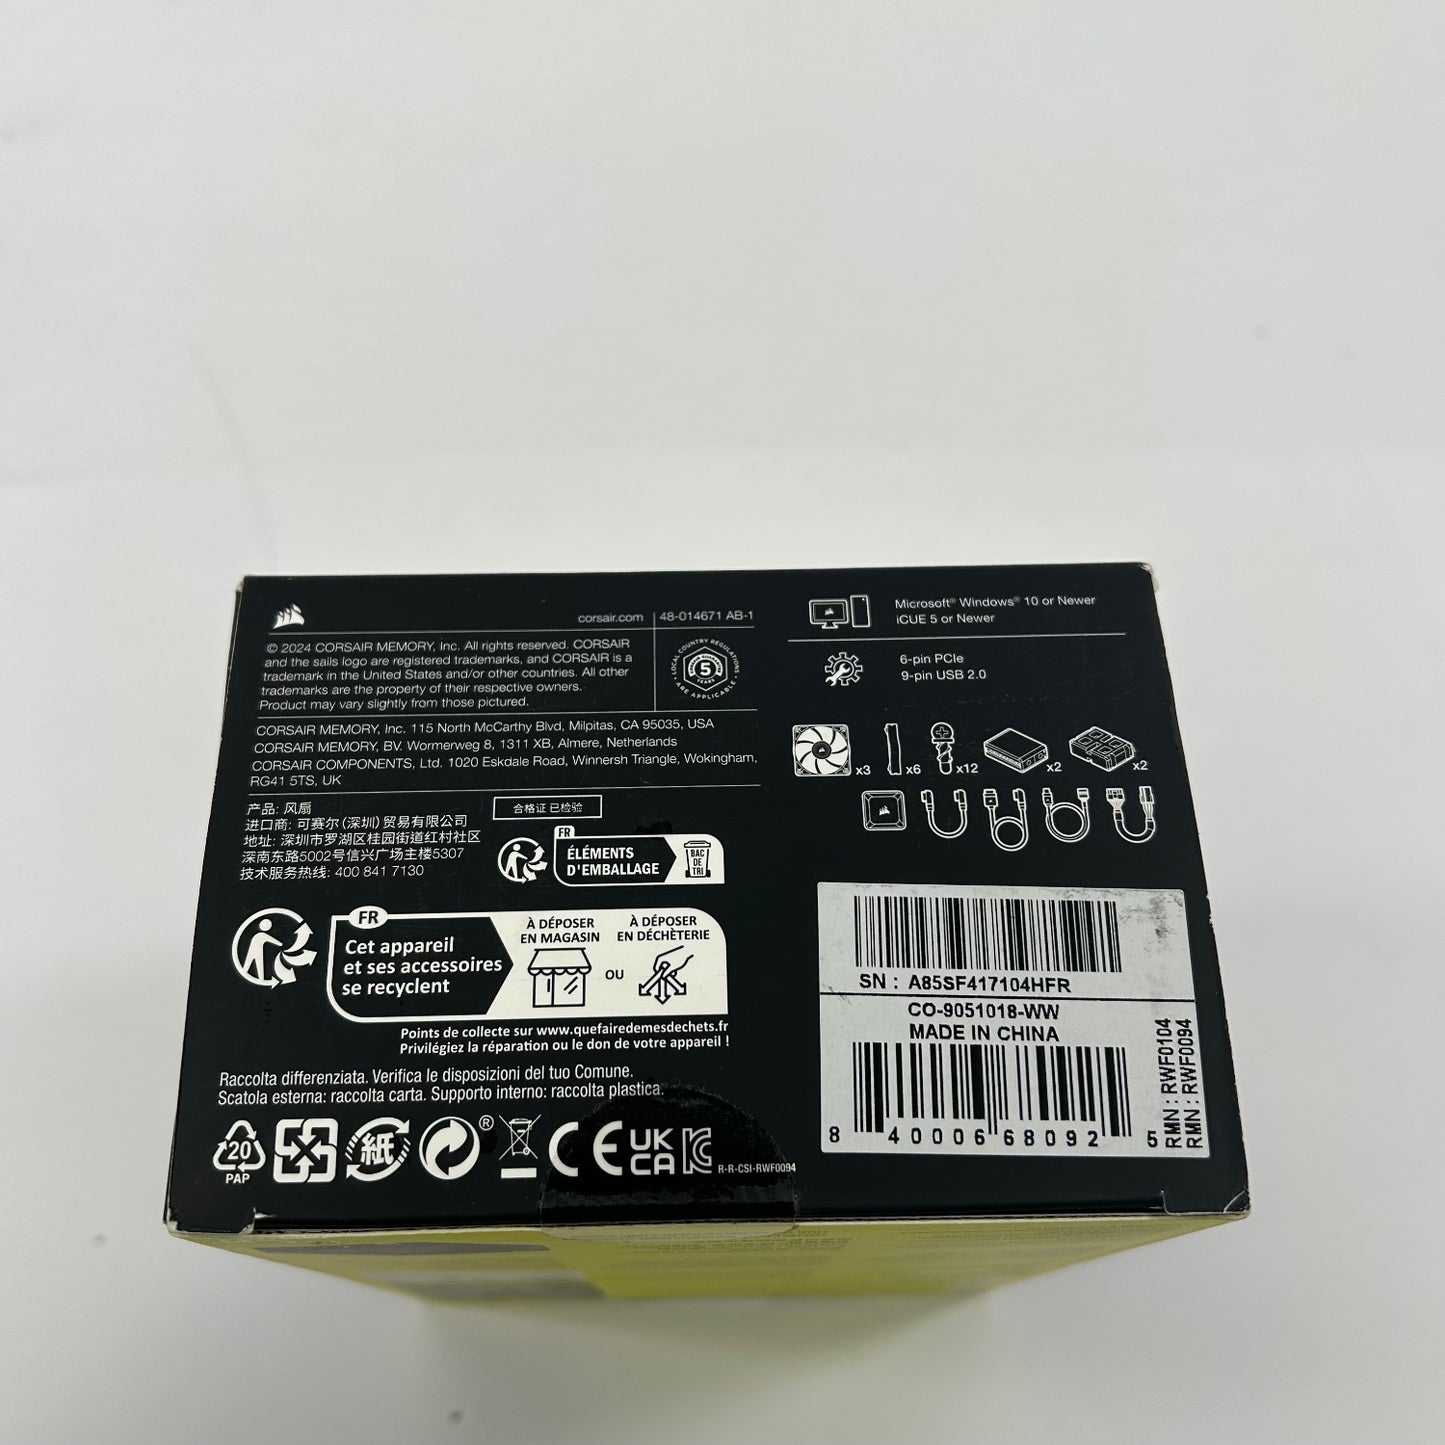 corsair.com
48-014671 AB-1
© 2024 CORSAIR MEMORY, Inc. All rights reserved. CORSAIR
and the sails logo are registered trademarks, and CORSAIR is a
trademark in the United States and/or other countries. All other
trademarks are the property of their respective owners.
Product may vary slightly from those pictured.
LOCAL COUNTRY REGULATIONS
• ARE APPLICABLE •
5
YEARS
CORSAIR MEMORY, Inc. 115 North McCarthy Blvd, Milpitas, CA 95035, USA
CORSAIR MEMORY, BV. Wormerweg 8, 1311 XB, Almere, Netherlands
CORSAIR COMPONENTS, Ltd. 1020 Eskdale Road, Winnersh Triangle, Wokingham,
RG41 5TS, UK
产品: 风扇
进口商: 可赛尔(深圳)贸易有限公司
地址: 深圳市罗湖区桂园街道红村社区
深南东路5002号信兴广场主楼5307
技术服务热线: 400 841 7130
合格证 已检验
FR
ÉLÉMENTS
D'EMBALLAGE
BAC
DE
TRI
FR
Cet appareil
et ses accessoires
se recyclent
À DÉPOSER
EN MAGASIN
OU
À DÉPOSER
EN DÉCHÈTERIE
Points de collecte sur www.quefairedemesdechets.fr
Privilégiez la réparation ou le don de votre appareil !
Raccolta differenziata. Verifica le disposizioni del tuo Comune.
Scatola esterna: raccolta carta. Supporto interno: raccolta plastica.
20
PAP
紙
®
CE
UK
CA
R-R-CSI-RWF0094
Microsoft® Windows® 10 or Newer
iCUE 5 or Newer
6-pin PCIe
9-pin USB 2.0
x3
x6
x12
x2
x2
SN : A85SF417104HFR
CO-9051018-WW
MADE IN CHINA
8 40006 68092 5
RMN : RWF0104
RMN : RWF0094